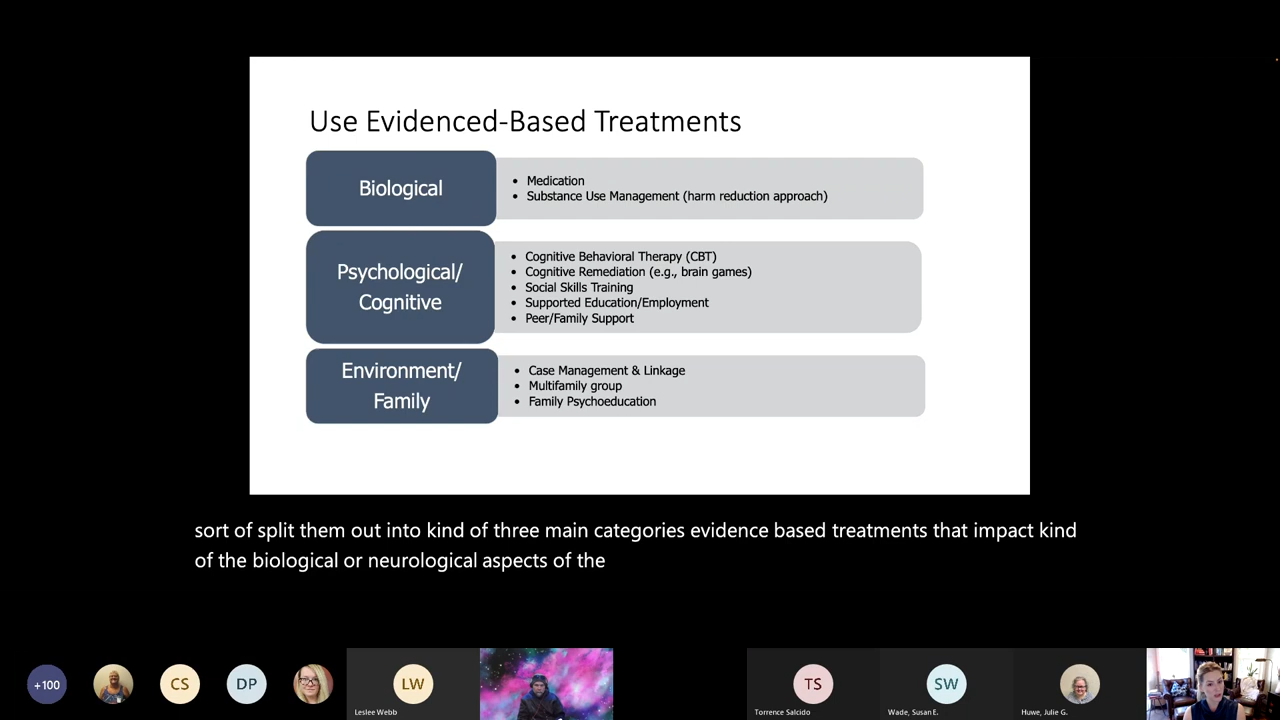 Use Evidenced-Based Treatments
Biological
• Medication
• Substance Use Management (harm reduction approach)
Psychological/
Cognitive
• Cognitive Behavioral Therapy (CBT)
• Cognitive Remediation (e.g., brain games)
• Social Skills Training
• Supported Education/Employment
• Peer/Family Support
Environment/
Family
• Case Management & Linkage
• Multifamily group
• Family Psychoeducation
sort of split them out into kind of three main categories evidence based treatments that impact kind
of the biological or neurological aspects of the
+100
CS
DP
LW
Leslee Webb
TS
Torrence Salcido
SW
Wade, Susan E.
Huwe, Julie G.